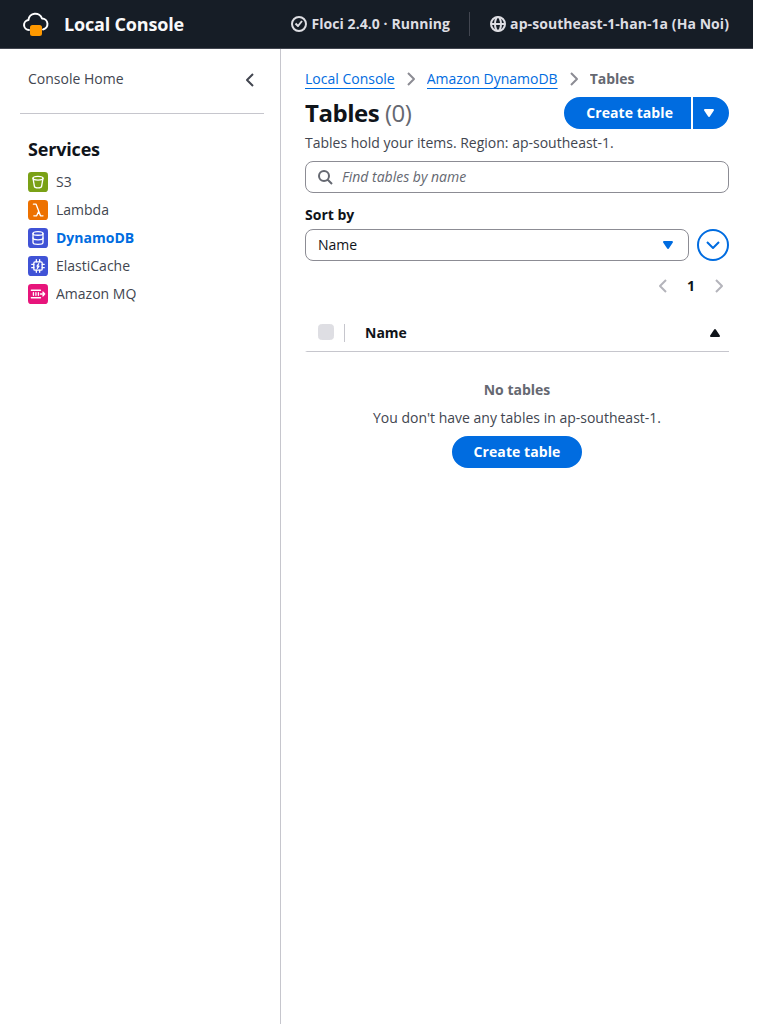 Local Console
Floci 2.4.0 · Running
ap-southeast-1-han-1a (Ha Noi)
Console Home
Services
S3
Lambda
DynamoDB
ElastiCache
Amazon MQ
Local Console > Amazon DynamoDB > Tables
Tables (0)
Create table
Tables hold your items. Region: ap-southeast-1.
Find tables by name
Sort by
Name
1
Name
No tables
You don't have any tables in ap-southeast-1.
Create table